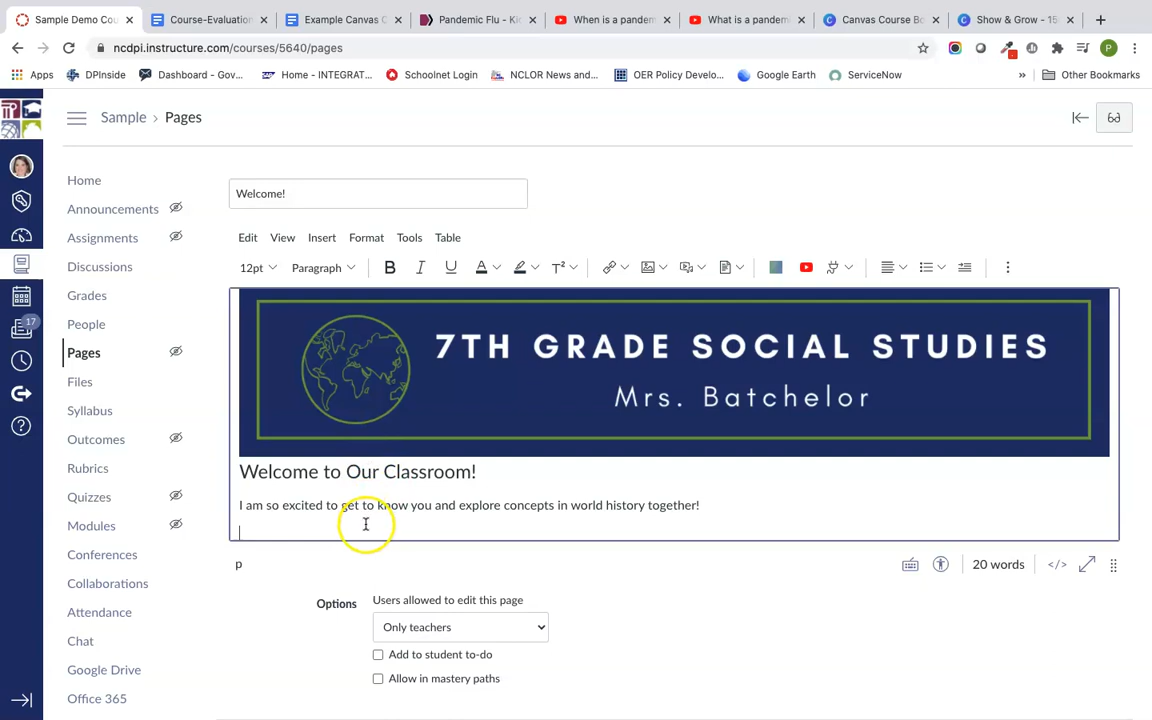 Sample Demo Cou
Course-Evaluation
Example Canvas C
Pandemic Flu - Ki
When is a pandem
What is a pandem
Canvas Course Ba
Show & Grow - 15
ncdpi.instructure.com/courses/5640/pages
P
Apps
DPInside
Dashboard - Gov...
Home - INTEGRAT...
Schoolnet Login
NCLOR News and...
OER Policy Develo...
Google Earth
ServiceNow
»
Other Bookmarks
Sample › Pages
Home
Announcements
Assignments
Discussions
Grades
People
17
Pages
Files
Syllabus
Outcomes
Rubrics
Quizzes
Modules
Conferences
Collaborations
Attendance
Chat
Google Drive
Office 365
Welcome!
Edit View Insert Format Tools Table
12pt Paragraph B I U A T²
7TH GRADE SOCIAL STUDIES
Mrs. Batchelor
Welcome to Our Classroom!
I am so excited to get to know you and explore concepts in world history together!
p
20 words </>
Options
Users allowed to edit this page
Only teachers
Add to student to-do
Allow in mastery paths